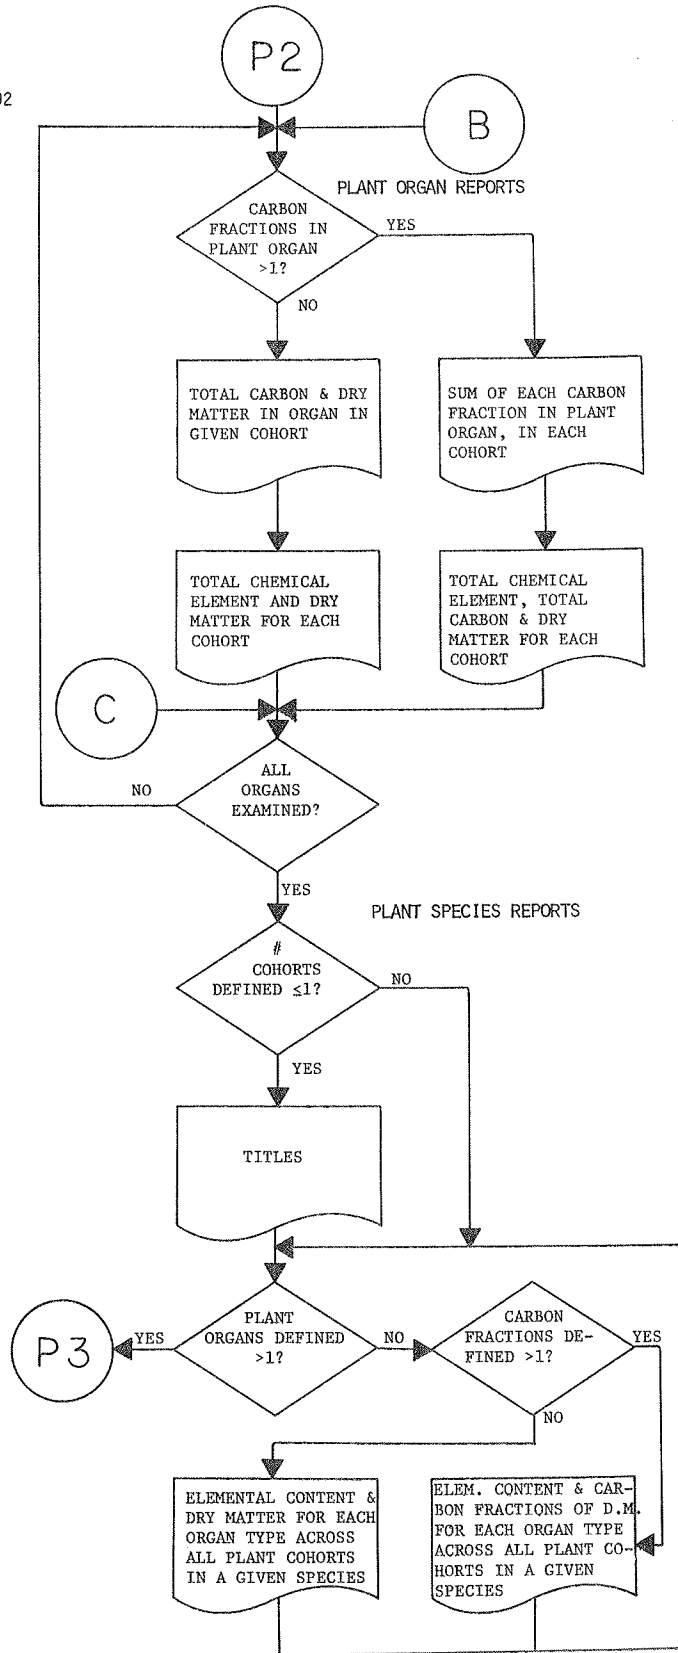 P2
02
B
PLANT ORGAN REPORTS
CARBON
FRACTIONS IN
PLANT ORGAN
>1?
YES
NO
TOTAL CARBON & DRY
MATTER IN ORGAN IN
GIVEN COHORT
SUM OF EACH CARBON
FRACTION IN PLANT
ORGAN, IN EACH
COHORT
TOTAL CHEMICAL
ELEMENT AND DRY
MATTER FOR EACH
COHORT
TOTAL CHEMICAL
ELEMENT, TOTAL
CARBON & DRY
MATTER FOR EACH
COHORT
C
ALL
ORGANS
EXAMINED?
NO
YES
PLANT SPECIES REPORTS
#
COHORTS
DEFINED ≤1?
NO
YES
TITLES
PLANT
ORGANS DEFINED
>1?
YES
P3
NO
CARBON
FRACTIONS DE-
FINED >1?
YES
NO
ELEMENTAL CONTENT &
DRY MATTER FOR EACH
ORGAN TYPE ACROSS
ALL PLANT COHORTS
IN A GIVEN SPECIES
ELEM. CONTENT & CAR-
BON FRACTIONS OF D.M.
FOR EACH ORGAN TYPE
ACROSS ALL PLANT CO-
HORTS IN A GIVEN
SPECIES